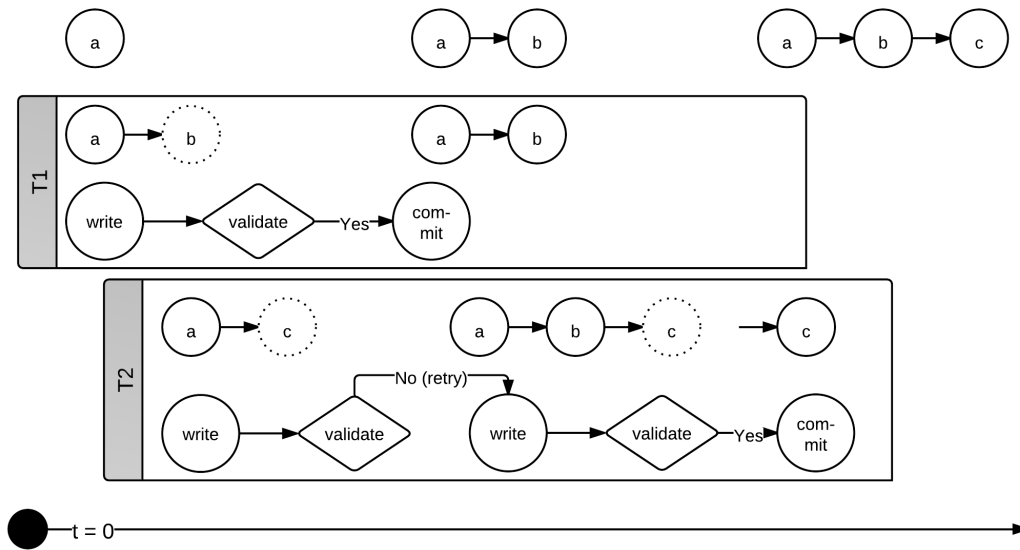 a
a b
a b c
T1
a b
a b
write validate Yes com-
mit
T2
a c
a b c
c
No (retry)
write validate write validate Yes com-
mit
t = 0